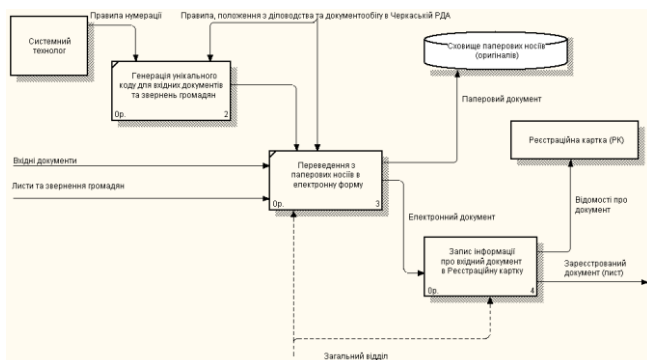 Правила нумерації
Правила, положення з діловодства та документообігу в Черкаській РДА
Системний
технолог
Сховище паперових носіїв
(оригіналів)
Генерація унікального
коду для вхідних документів
та звернень громадян
0р.
2
Паперовий документ
Реєстраційна картка (РК)
Вхідні документи
Переведення з
паперових носіїв в
електронну форму
0р.
3
Листи та звернення громадян
Відомості про
документ
Електронний документ
Запис інформації
про вхідний документ
в Реєстраційну картку
0р.
4
Зареєстрований
документ (лист)
Загальний відділ